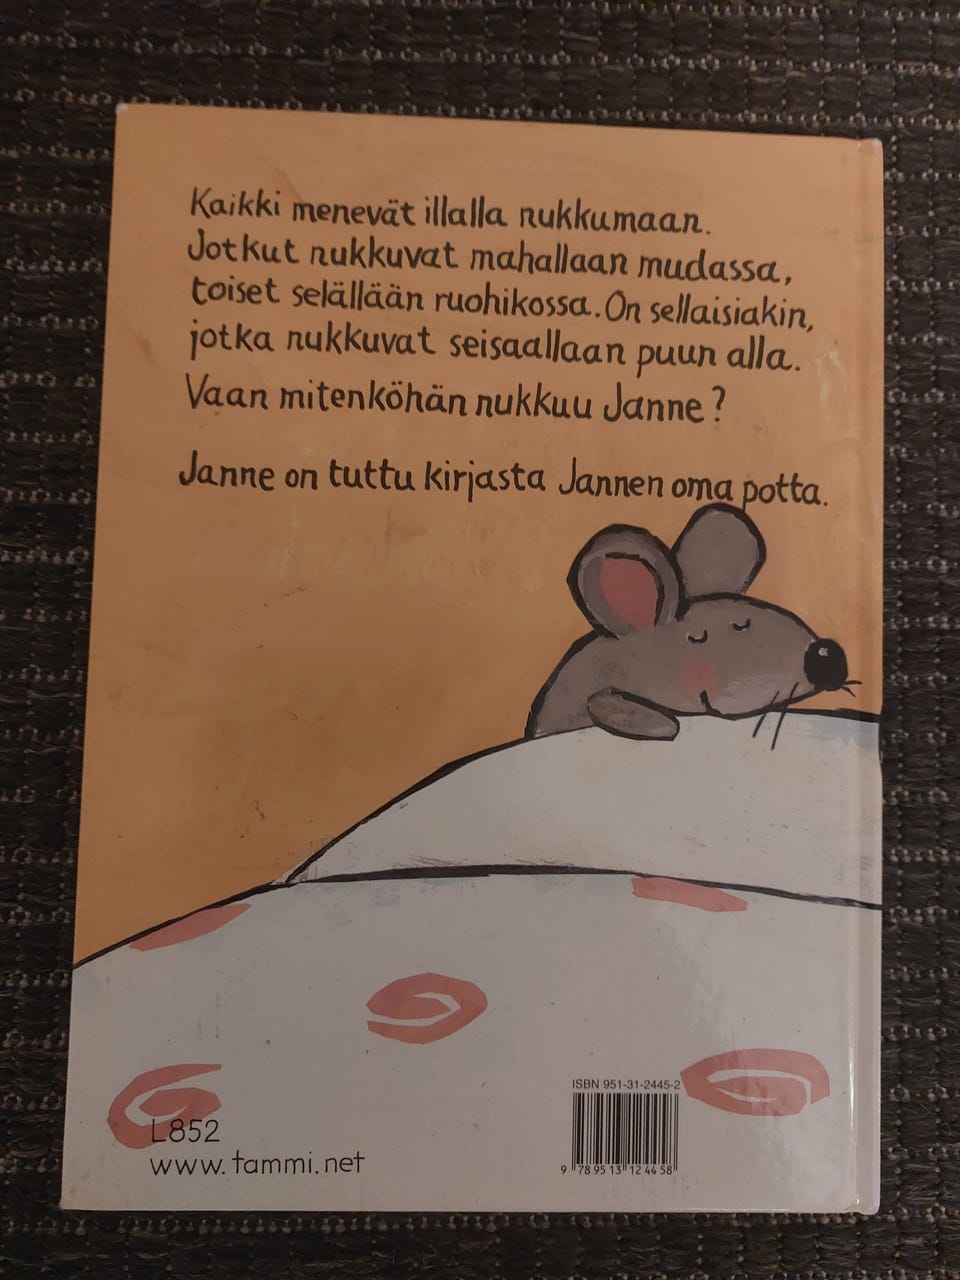 Kaikki menevät illalla nukkumaan.
Jotkut nukkuvat mahallaan mudassa,
toiset selällään ruohikossa. On sellaisiakin,
jotka nukkuvat seisaallaan puun alla.
Vaan mitenköhän nukkuu Janne?
Janne on tuttu kirjasta Jannen oma potta.
ISBN 951-31-2445-2
9 789513 124458
L852
www.tammi.net